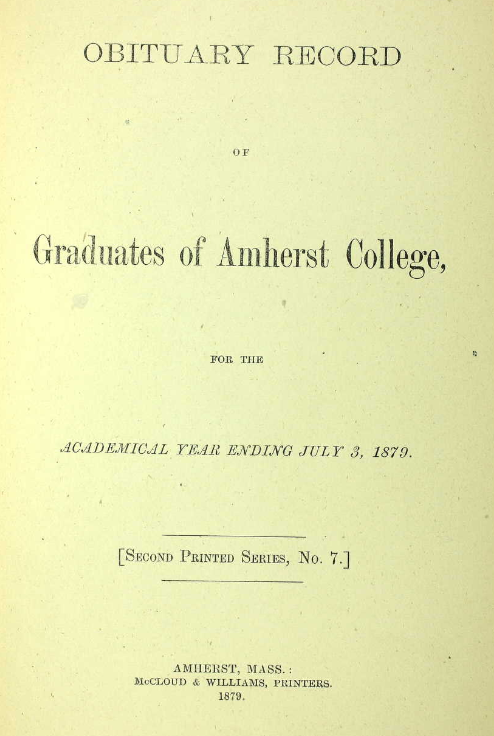 OBITUARY RECORD
OF
Graduates of Amherst College,
FOR THE
ACADEMICAL YEAR ENDING JULY 3, 1879.
[Second Printed Series, No. 7.]
AMHERST, MASS.:
McCLOUD & WILLIAMS, PRINTERS.
1879.